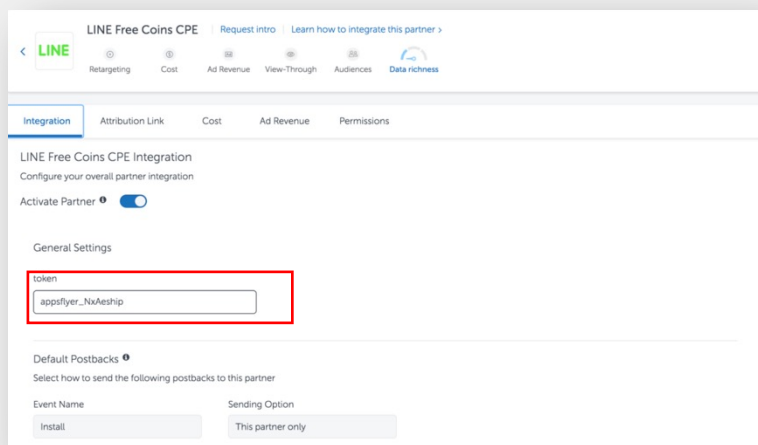 LINE Free Coins CPE Request intro Learn how to integrate this partner >
LINE
Retargeting Cost Ad Revenue View-Through Audiences Data richness
Integration Attribution Link Cost Ad Revenue Permissions
LINE Free Coins CPE Integration
Configure your overall partner integration
Activate Partner
General Settings
token
appsflyer_NxAeship
Default Postbacks
Select how to send the following postbacks to this partner
Event Name Sending Option
Install This partner only